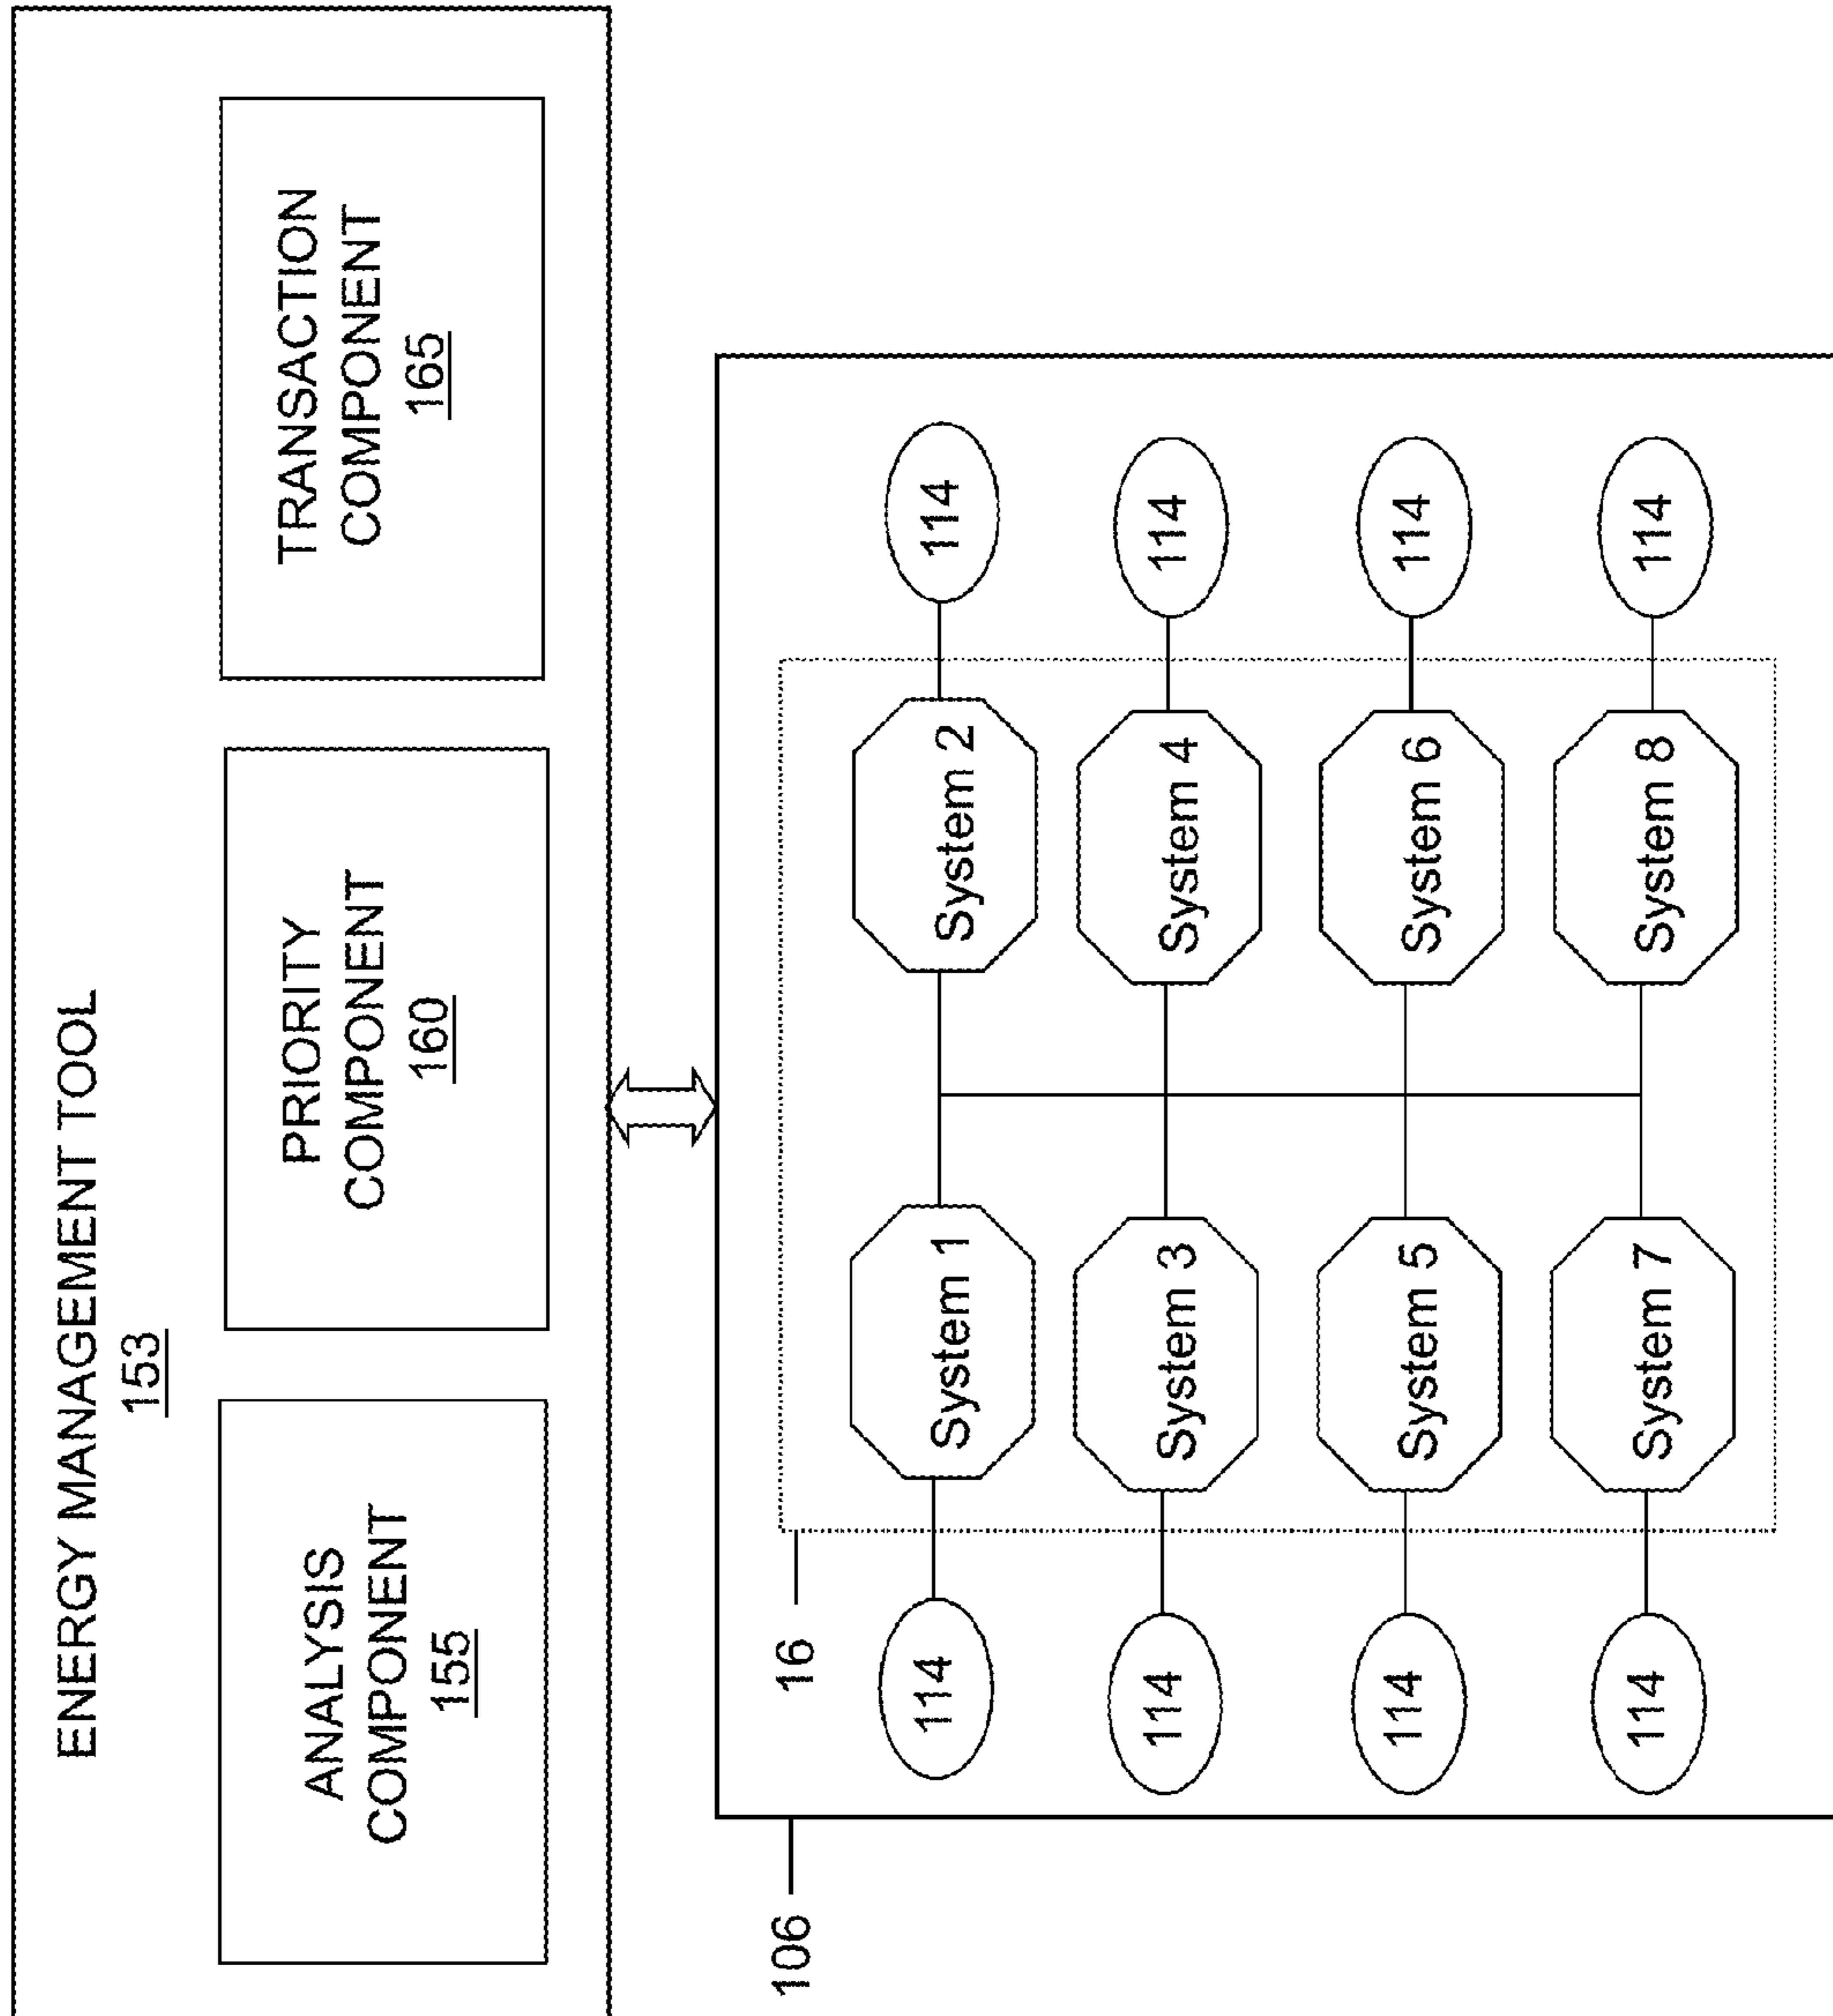 ENERGY MANAGEMENT TOOL
153
ANALYSIS
COMPONENT
155
PRIORITY
COMPONENT
160
TRANSACTION
COMPONENT
165
106
16
114
System 1
System 2
114
114
System 3
System 4
114
114
System 5
System 6
114
114
System 7
System 8
114